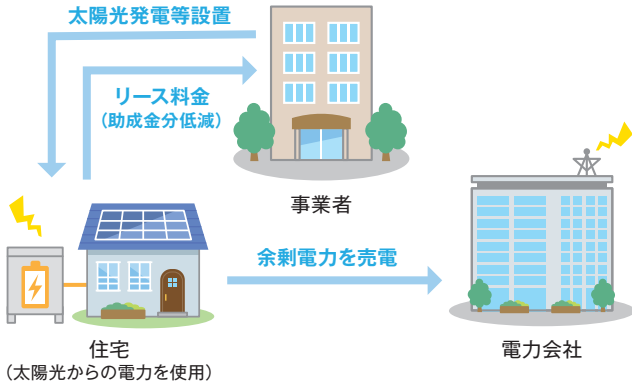 太陽光発電等設置
リース料金
（助成金分低減）
事業者
余剰電力を売電
住宅
（太陽光からの電力を使用）
電力会社